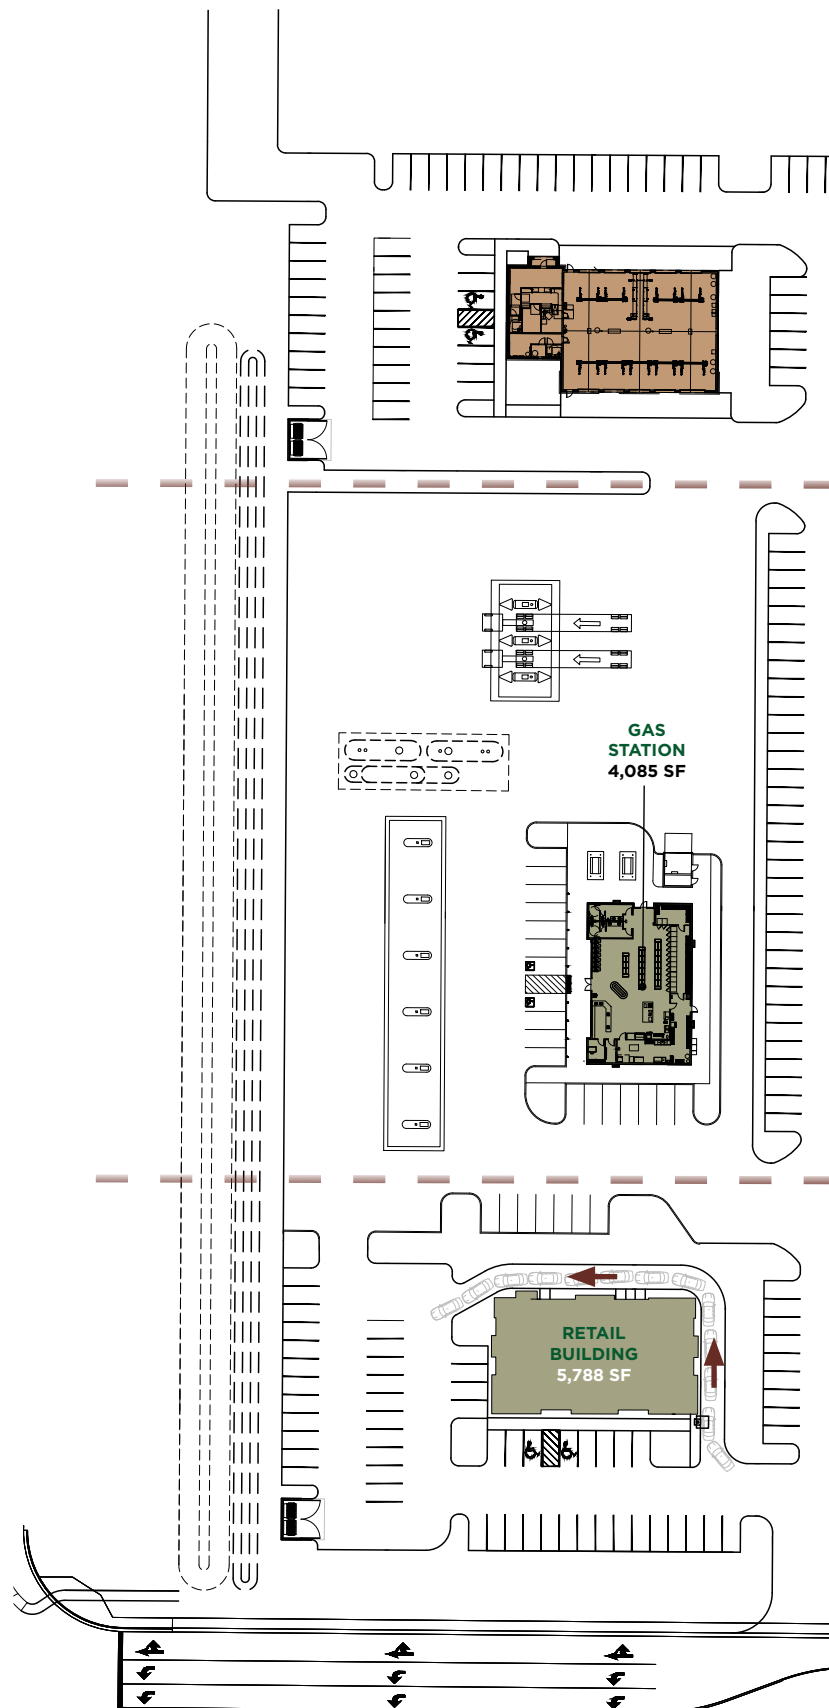 GAS
STATION
4,085 SF
RETAIL
BUILDING
5,788 SF